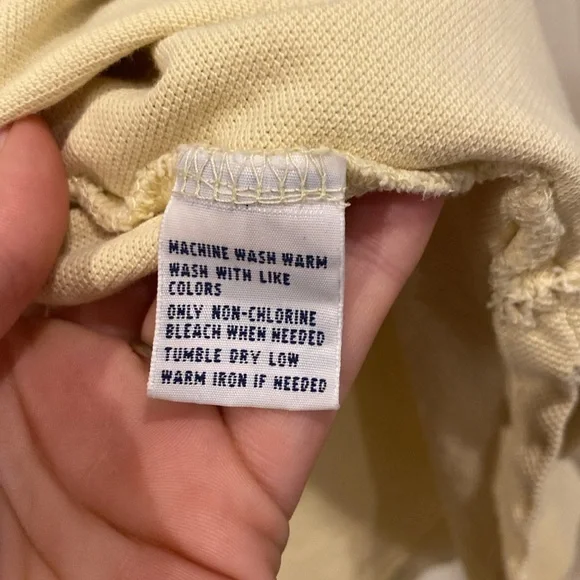 MACHINE WASH WARM
WASH WITH LIKE
COLORS
ONLY NON-CHLORINE
BLEACH WHEN NEEDED
TUMBLE DRY LOW
WARM IRON IF NEEDED